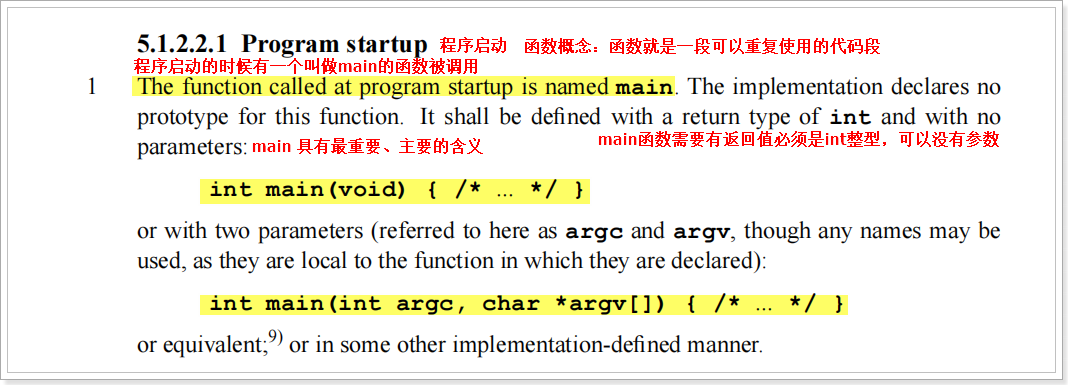 5.1.2.2.1 Program startup 程序启动 函数概念：函数就是一段可以重复使用的代码段
程序启动的时候有一个叫做main的函数被调用
1 The function called at program startup is named main. The implementation declares no
prototype for this function. It shall be defined with a return type of int and with no
parameters: main 具有最重要、主要的含义 main函数需要有返回值必须是int整型，可以没有参数
int main(void) { /* ... */ }
or with two parameters (referred to here as argc and argv, though any names may be
used, as they are local to the function in which they are declared):
int main(int argc, char *argv[]) { /* ... */ }
or equivalent;9) or in some other implementation-defined manner.